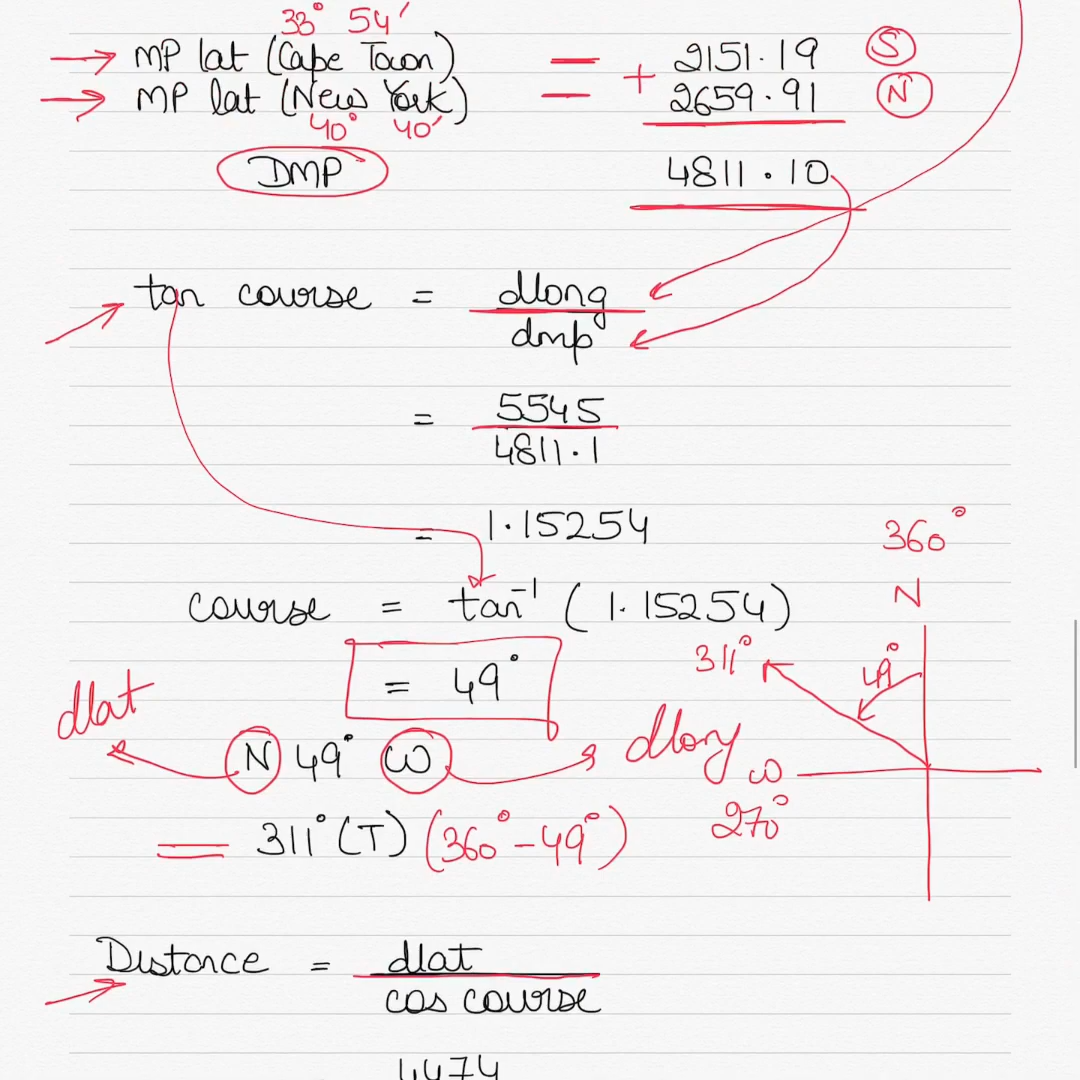 33° 54′
MP lat (Cape Town) = + 2151.19 S
MP lat (New York) = 2659.91 N
40° 40′
DMP 4811.10
tan course = dlong
dmp
= 5545
4811.1
= 1.15254
360°
N
course = tan⁻¹ (1.15254)
311° 49°
= 49°
dlat
N 49° W dlong W
270°
= 311° (T) (360° - 49°)
Distance = dlat
cos course
4474